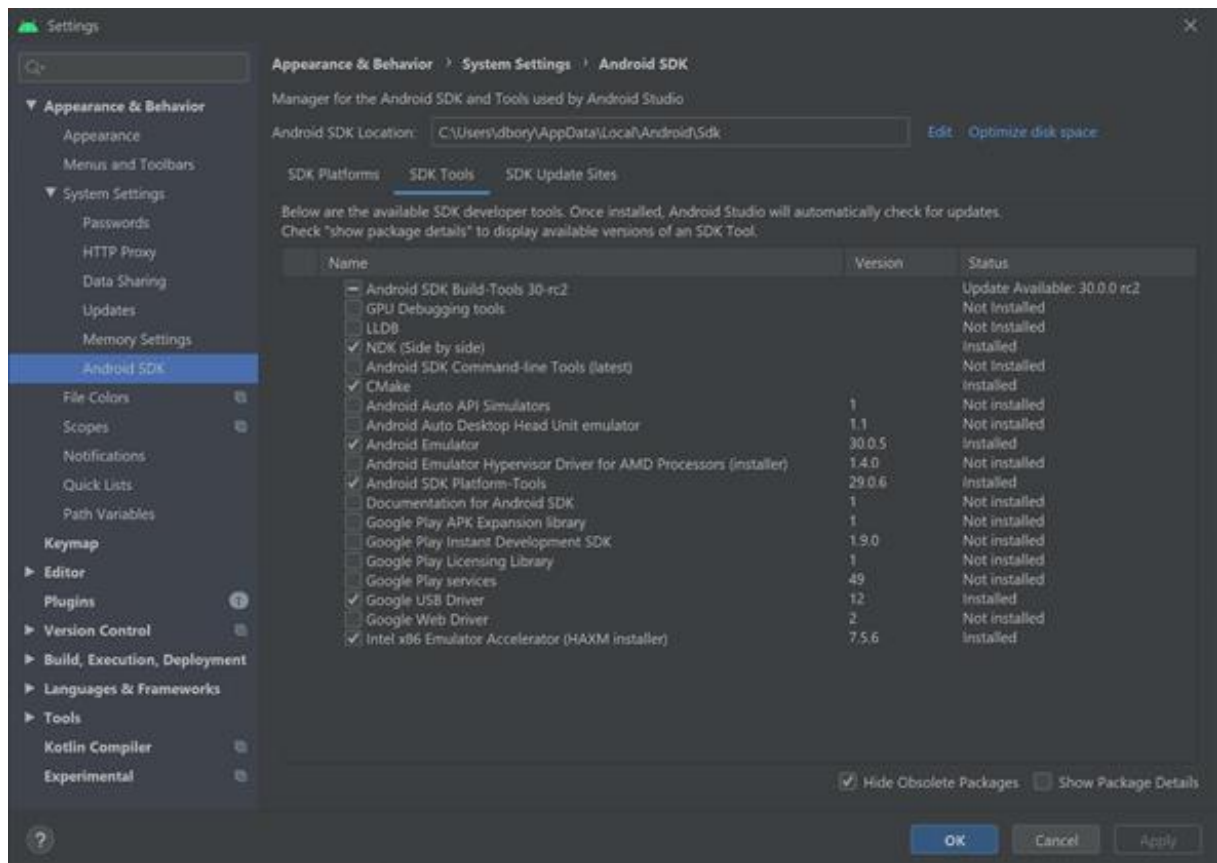 Settings
Appearance & Behavior
Appearance
Menus and Toolbars
System Settings
Passwords
HTTP Proxy
Data Sharing
Updates
Memory Settings
Android SDK
File Colors
Scopes
Notifications
Quick Lists
Path Variables
Keymap
Editor
Plugins
Version Control
Build, Execution, Deployment
Languages & Frameworks
Tools
Kotlin Compiler
Experimental
Appearance & Behavior › System Settings › Android SDK
Manager for the Android SDK and Tools used by Android Studio
Android SDK Location: C:\Users\dbory\AppData\Local\Android\Sdk Edit Optimize disk space
SDK Platforms SDK Tools SDK Update Sites
Below are the available SDK developer tools. Once installed, Android Studio will automatically check for updates.
Check "show package details" to display available versions of an SDK Tool.
Name Version Status
Android SDK Build-Tools 30-rc2 Update Available: 30.0.0 rc2
GPU Debugging tools Not Installed
LLDB Not Installed
NDK (Side by side) Installed
Android SDK Command-line Tools (latest) Not Installed
CMake Installed
Android Auto API Simulators 1 Not installed
Android Auto Desktop Head Unit emulator 1.1 Not installed
Android Emulator 30.0.5 Installed
Android Emulator Hypervisor Driver for AMD Processors (installer) 1.4.0 Not installed
Android SDK Platform-Tools 29.0.6 Installed
Documentation for Android SDK 1 Not installed
Google Play APK Expansion library 1 Not installed
Google Play Instant Development SDK 1.9.0 Not installed
Google Play Licensing Library 1 Not installed
Google Play services 49 Not installed
Google USB Driver 12 Installed
Google Web Driver 2 Not installed
Intel x86 Emulator Accelerator (HAXM installer) 7.5.6 Installed
Hide Obsolete Packages Show Package Details
? OK Cancel Apply